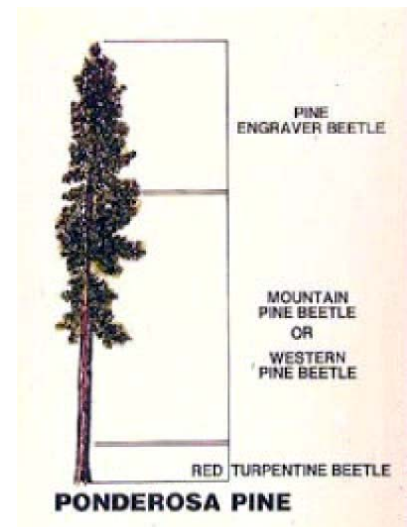 PINE
ENGRAVER BEETLE
MOUNTAIN
PINE BEETLE
OR
WESTERN
PINE BEETLE
RED TURPENTINE BEETLE
PONDEROSA PINE